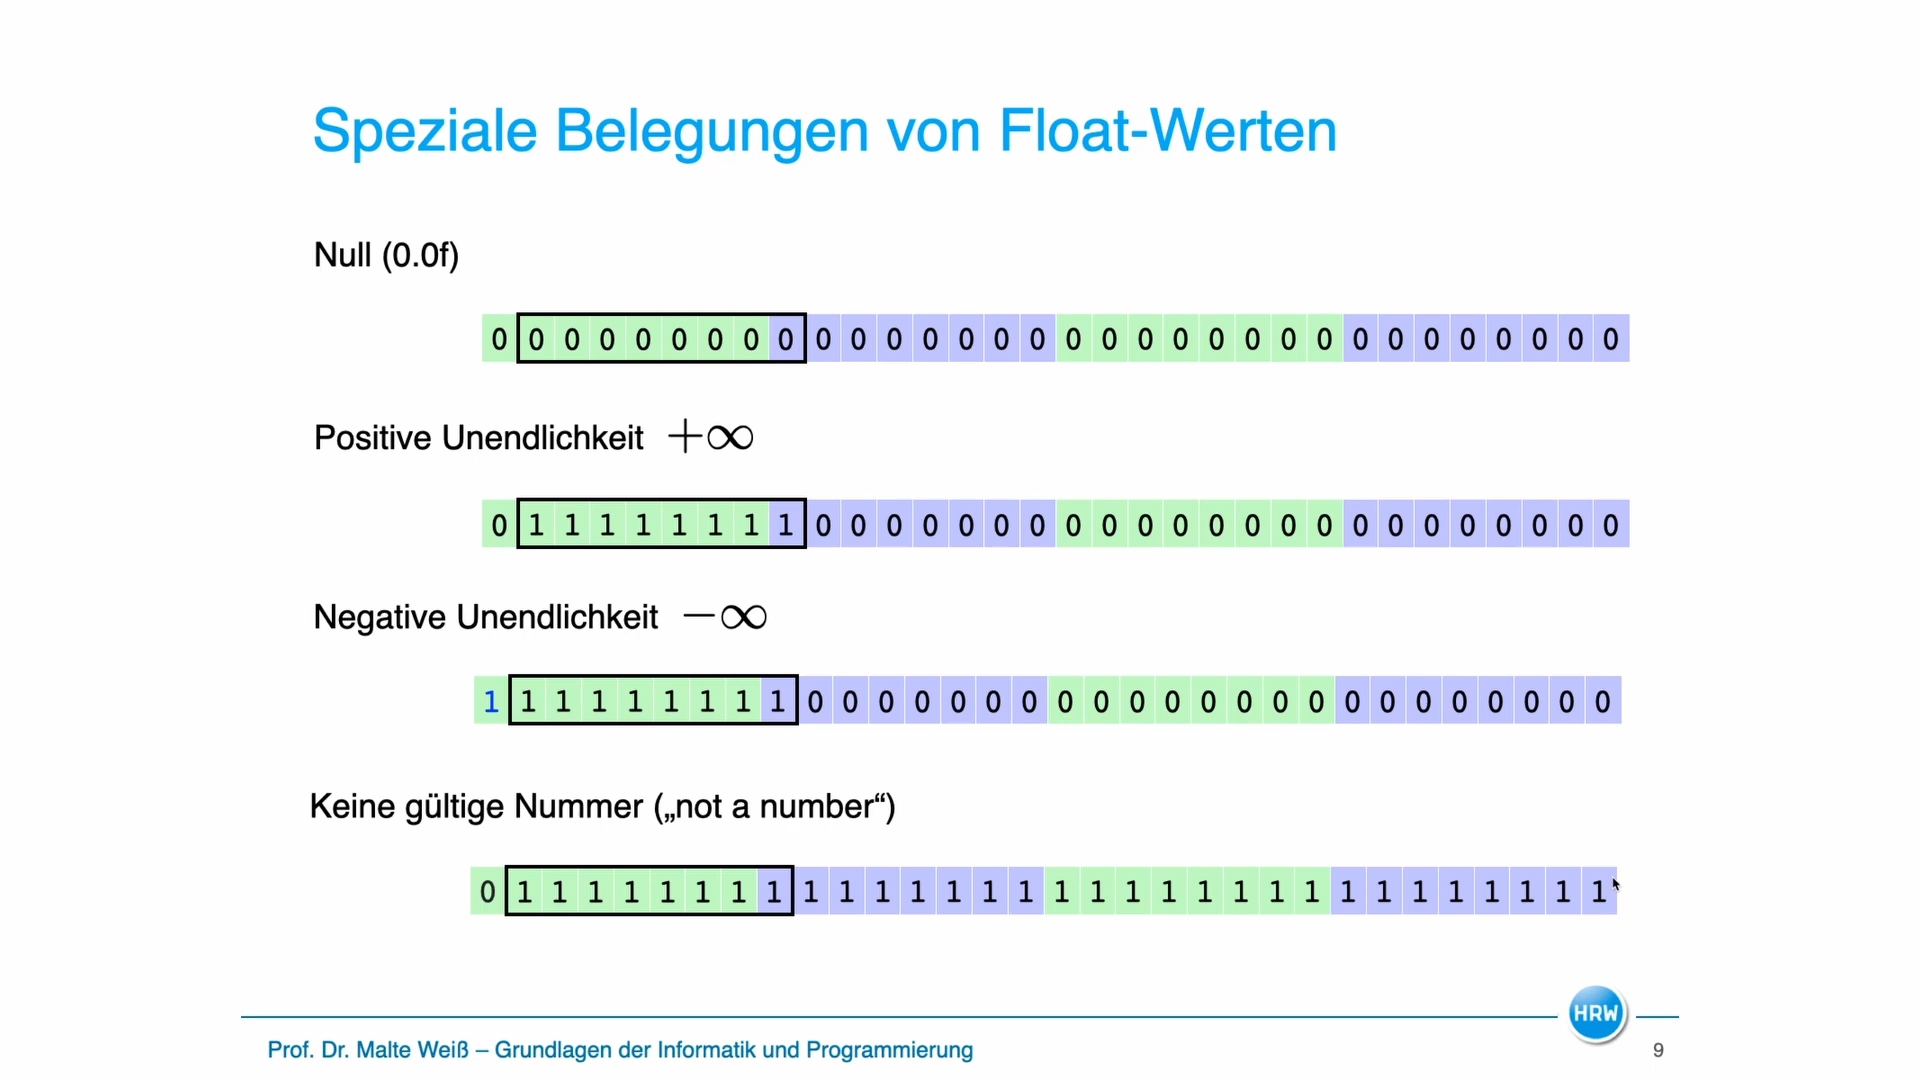 Speziale Belegungen von Float-Werten
Null (0.0f)
0 0 0 0 0 0 0 0 0 0 0 0 0 0 0 0 0 0 0 0 0 0 0 0 0 0 0 0 0 0 0 0
Positive Unendlichkeit +∞
0 1 1 1 1 1 1 1 1 0 0 0 0 0 0 0 0 0 0 0 0 0 0 0 0 0 0 0 0 0 0 0
Negative Unendlichkeit −∞
1 1 1 1 1 1 1 1 1 0 0 0 0 0 0 0 0 0 0 0 0 0 0 0 0 0 0 0 0 0 0 0
Keine gültige Nummer („not a number“)
0 1 1 1 1 1 1 1 1 1 1 1 1 1 1 1 1 1 1 1 1 1 1 1 1 1 1 1 1 1 1 1
HRW
Prof. Dr. Malte Weiß – Grundlagen der Informatik und Programmierung
9